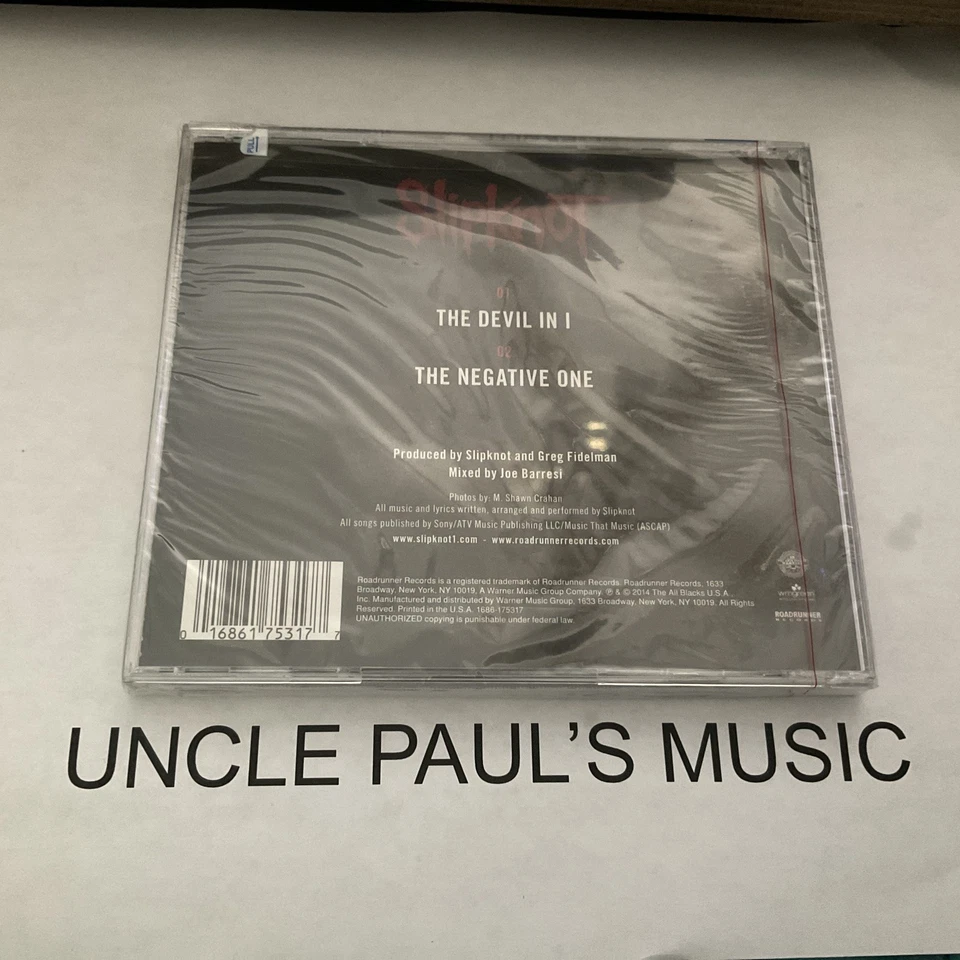 PULL
Slipknot
01
THE DEVIL IN I
02
THE NEGATIVE ONE
Produced by Slipknot and Greg Fidelman
Mixed by Joe Barresi
Photos by: M. Shawn Crahan
All music and lyrics written, arranged and performed by Slipknot
All songs published by Sony/ATV Music Publishing LLC/Music That Music (ASCAP)
www.slipknot1.com - www.roadrunnerrecords.com
Roadrunner Records is a registered trademark of Roadrunner Records. Roadrunner Records, 1633
Broadway, New York, NY 10019. A Warner Music Group Company. ℗ & © 2014 The All Blacks U.S.A.,
Inc. Manufactured and distributed by Warner Music Group, 1633 Broadway, New York, NY 10019. All Rights
Reserved. Printed in the U.S.A. 1686-175317
UNAUTHORIZED copying is punishable under federal law.
0 16861 75317 7
wmgreen
ROADRUNNER
RECORDS
UNCLE PAUL'S MUSIC